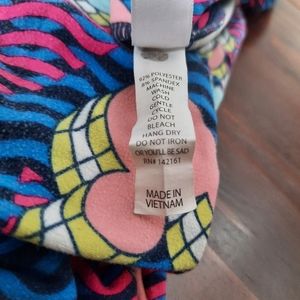 92% POLYESTER
8% SPANDEX
MACHINE
WASH
COLD
GENTLE
CYCLE
DO NOT
BLEACH
HANG DRY
DO NOT IRON
OR YOU'LL BE SAD
RN# 142161
MADE IN
VIETNAM